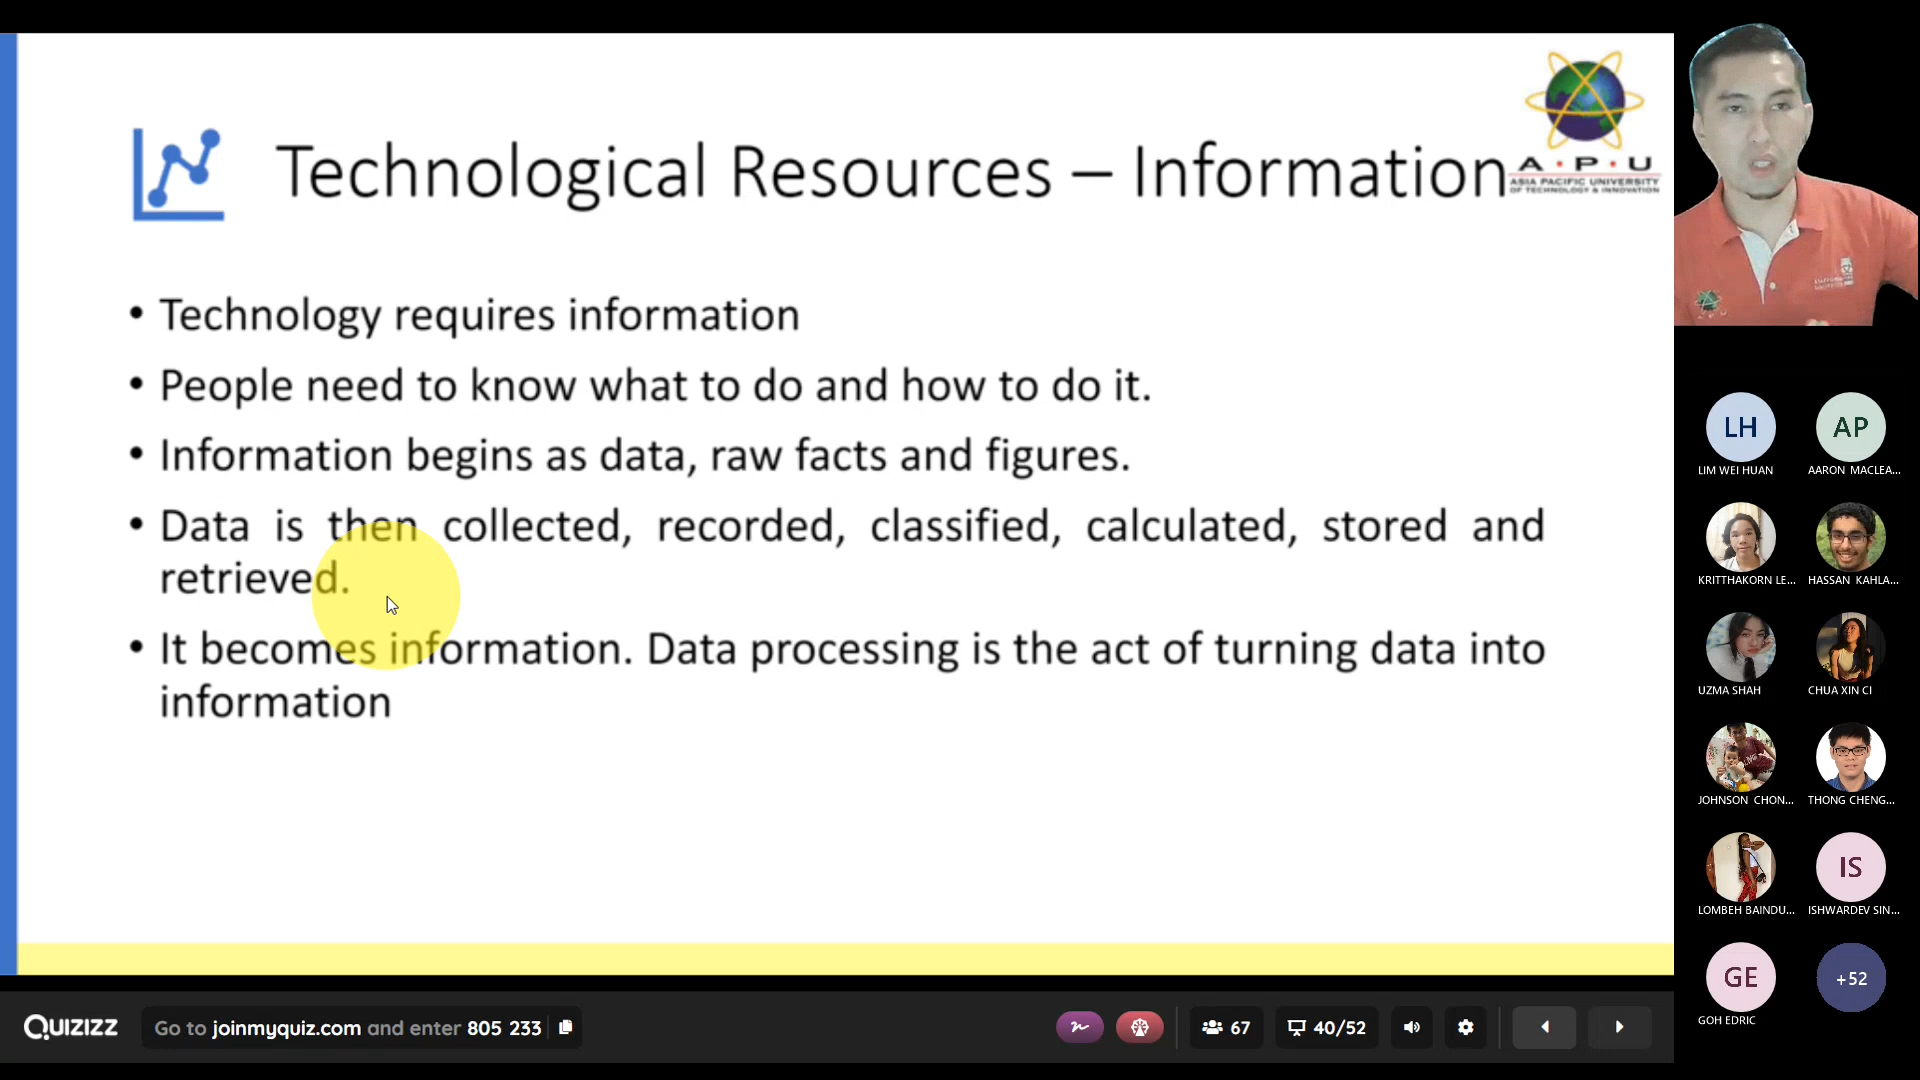 Technological Resources – Information
A · P · U
ASIA PACIFIC UNIVERSITY
OF TECHNOLOGY & INNOVATION
• Technology requires information
• People need to know what to do and how to do it.
• Information begins as data, raw facts and figures.
• Data is then collected, recorded, classified, calculated, stored and
retrieved.
• It becomes information. Data processing is the act of turning data into
information
LH
AP
LIM WEI HUAN
AARON MACLEA...
KRITTHAKORN LE...
HASSAN KAHLA...
UZMA SHAH
CHUA XIN CI
JOHNSON CHON...
THONG CHENG...
IS
LOMBEH BAINDU...
ISHWARDEV SIN...
GE
+52
GOH EDRIC
QUIZIZZ
Go to joinmyquiz.com and enter 805 233
67
40/52